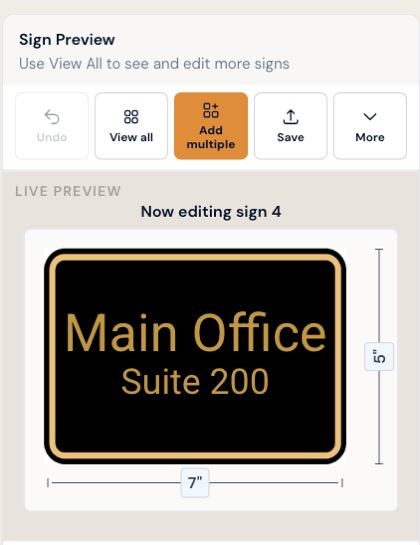 Sign Preview
Use View All to see and edit more signs
Undo
View all
Add
multiple
Save
More
LIVE PREVIEW
Now editing sign 4
Main Office
Suite 200
5"
7"